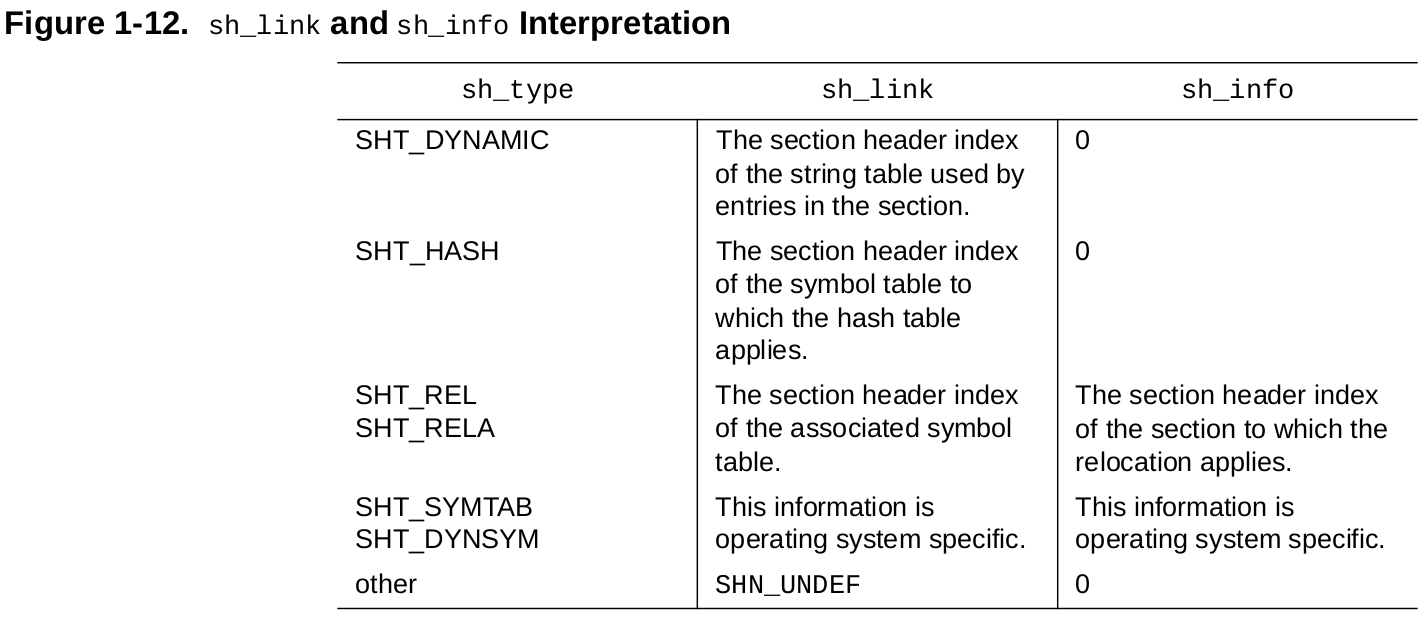 Figure 1-12. sh_link and sh_info Interpretation
sh_type sh_link sh_info
SHT_DYNAMIC The section header index 0
of the string table used by
entries in the section.
SHT_HASH The section header index 0
of the symbol table to
which the hash table
applies.
SHT_REL The section header index The section header index
SHT_RELA of the associated symbol of the section to which the
table. relocation applies.
SHT_SYMTAB This information is This information is
SHT_DYNSYM operating system specific. operating system specific.
other SHN_UNDEF 0